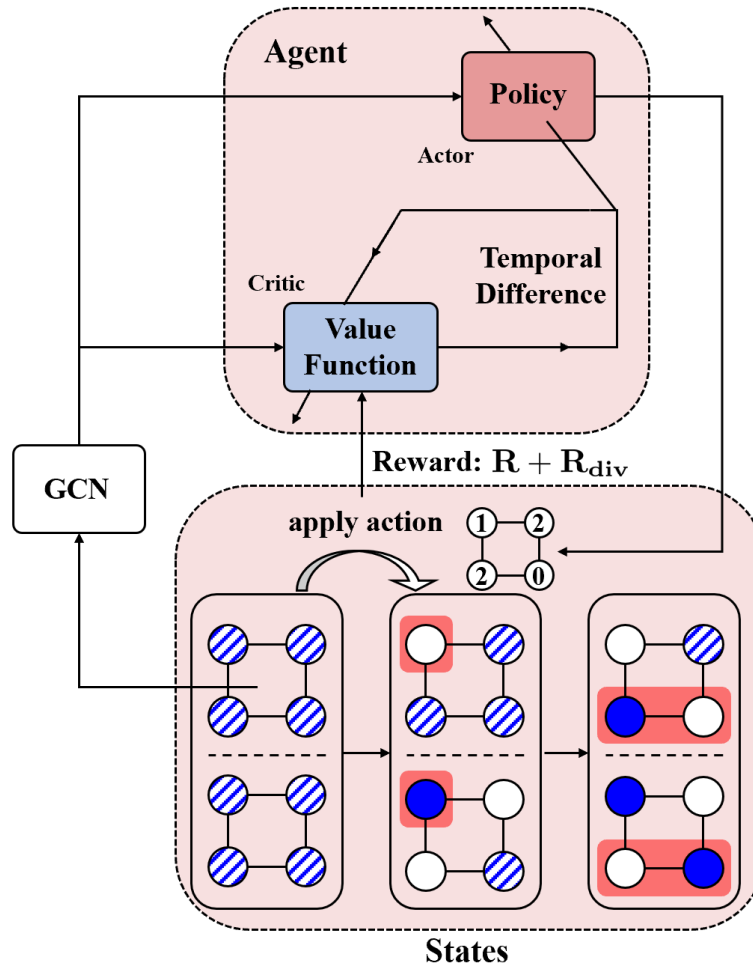 Agent
Policy
Actor
Temporal
Difference
Critic
Value
Function
GCN
Reward: R + R_div
apply action
1 2
2 0
States